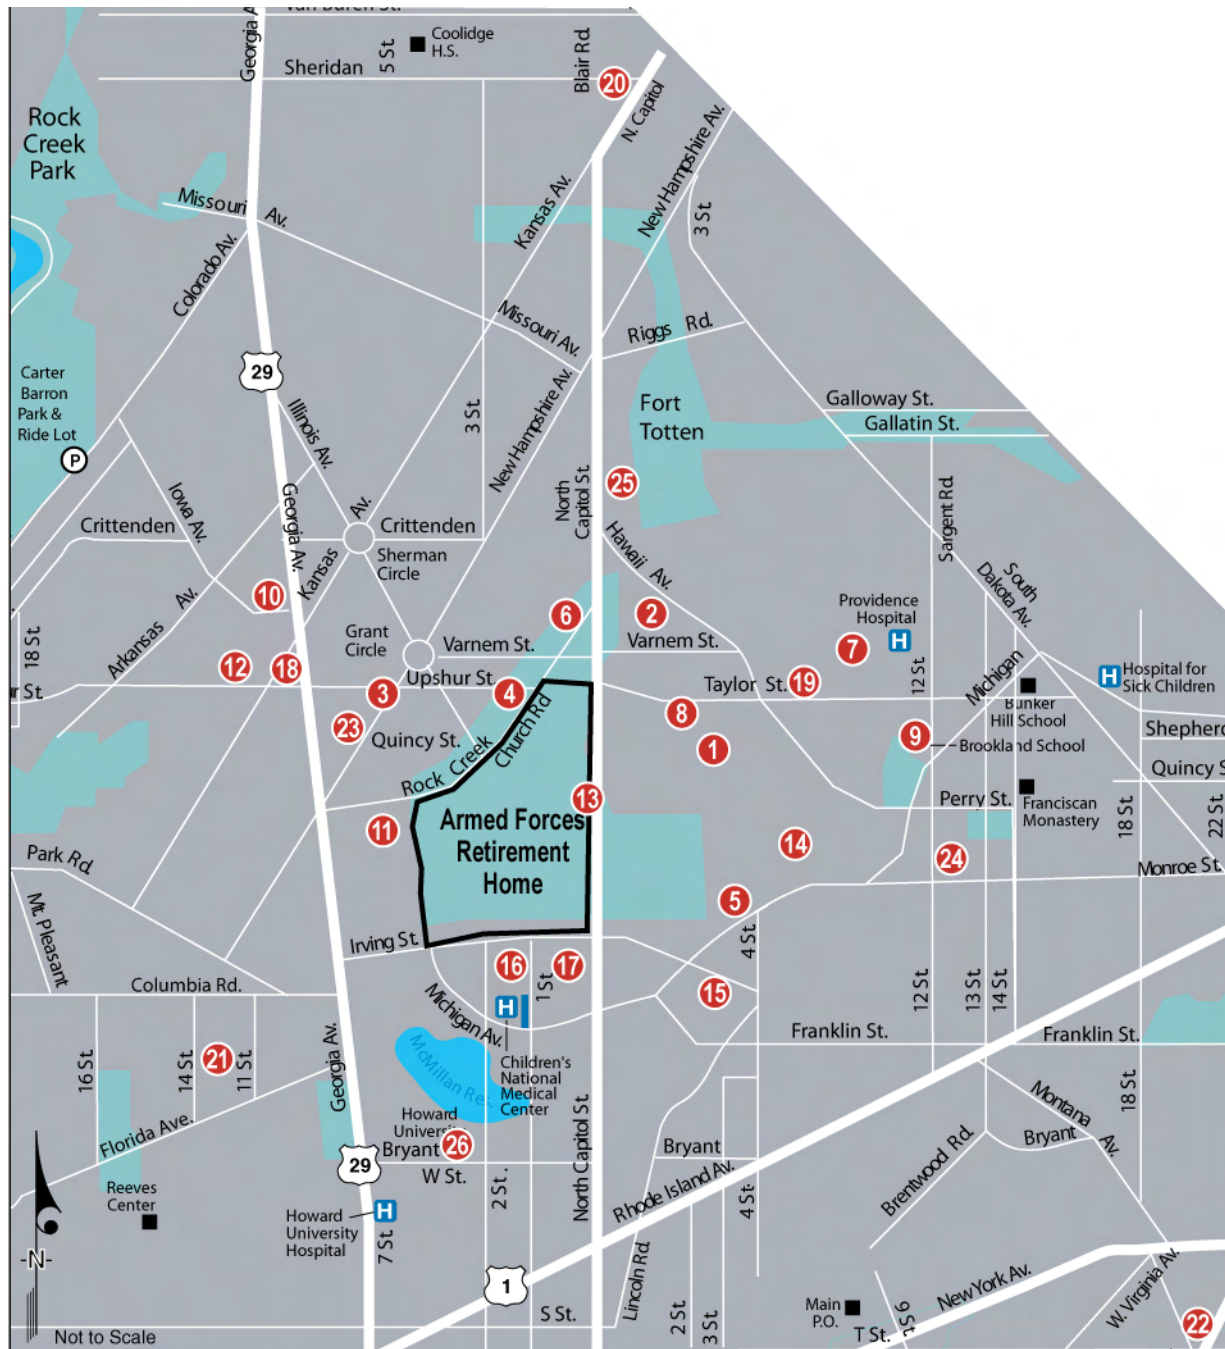 Van Buren St.
Georgia A
5 St.
Coolidge
H.S.
Sheridan
Blair Rd.
20
N. Capitol
Rock
Creek
Park
New Hampshire Av.
Missouri Av.
Kansas Av.
3 St.
Colorado Av.
Missouri Av.
Riggs Rd.
29
Carter
Barron
Park &
Ride Lot
P
Illinois Av.
3 St.
New Hampshire Av.
Fort
Totten
Galloway St.
Gallatin St.
Iowa Av.
Georgia Av.
Av.
North
Capitol St.
25
Sargent Rd.
Crittenden
Crittenden
Sherman
Circle
Kansas
Hawaii Av.
South
Dakota Av.
10
Arkansas Av.
6
2
Providence
Hospital
H
18 St.
Grant
Circle
Varnem St.
Varnem St.
7
12 St.
Michigan
12
18
3
Upshur St.
4
Taylor St.
19
H
Hospital for
Sick Children
ur St.
Bunker
Hill School
23
Quincy St.
8
1
9
Brookland School
Shepherd
Rock Creek
Church Rd
Quincy S
13
Perry St.
Franciscan
Monastery
18 St.
22 St.
11
Armed Forces
Retirement
Home
14
24
Park Rd.
Monroe St.
Mt. Pleasant
5
4 St.
Irving St.
16
17
1 St.
15
12 St.
13 St.
14 St.
Columbia Rd.
Michigan Av.
H
Franklin St.
Franklin St.
Georgia Av.
16 St.
14 St.
21
11 St.
McMillan Res.
Children's
National
Medical
Center
18 St.
Montana Av.
Florida Ave.
Howard
University
Bryant
26
North Capitol St.
Bryant
Brentwood Rd.
Bryant
29
W St.
2 St.
Rhode Island Av.
4 St.
Reeves
Center
Howard
University
Hospital
H
7 St.
N
1
Lincoln Rd.
S St.
2 St.
3 St.
Main
P.O.
T St.
9 St.
New York Av.
W. Virginia Av.
22
Not to Scale